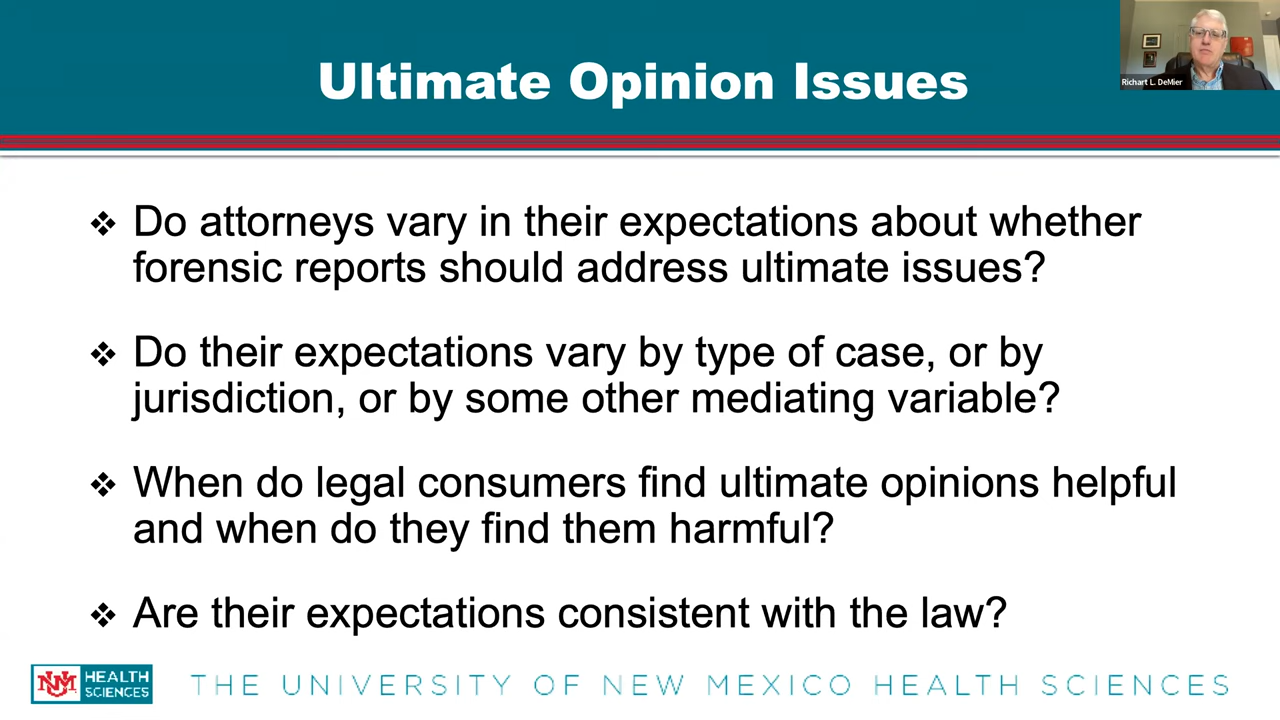 Ultimate Opinion Issues
Richart L. DeMier
❖ Do attorneys vary in their expectations about whether
forensic reports should address ultimate issues?
❖ Do their expectations vary by type of case, or by
jurisdiction, or by some other mediating variable?
❖ When do legal consumers find ultimate opinions helpful
and when do they find them harmful?
❖ Are their expectations consistent with the law?
UNM HEALTH
SCIENCES
THE UNIVERSITY OF NEW MEXICO HEALTH SCIENCES